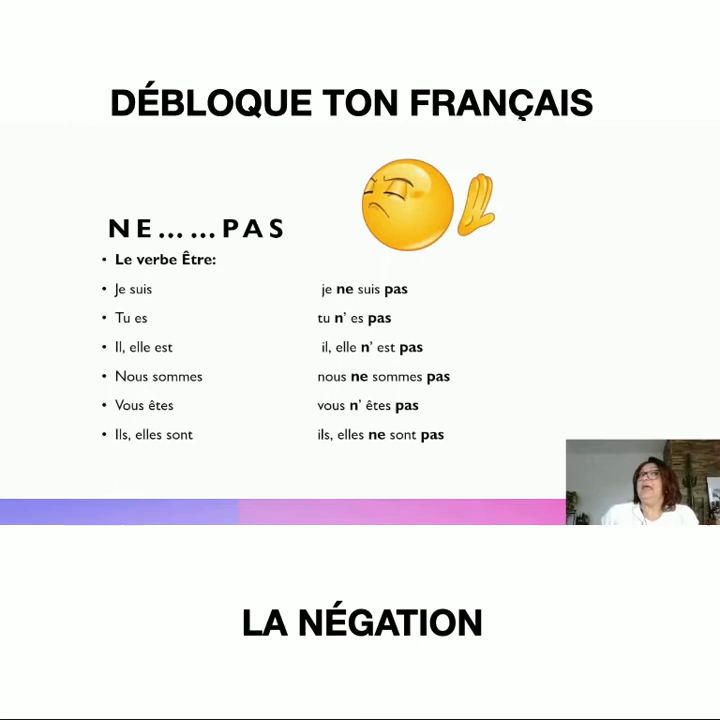 DÉBLOQUE TON FRANÇAIS
NE... ...PAS
• Le verbe Être:
• Je suis je ne suis pas
• Tu es tu n' es pas
• Il, elle est il, elle n' est pas
• Nous sommes nous ne sommes pas
• Vous êtes vous n' êtes pas
• Ils, elles sont ils, elles ne sont pas
LA NÉGATION